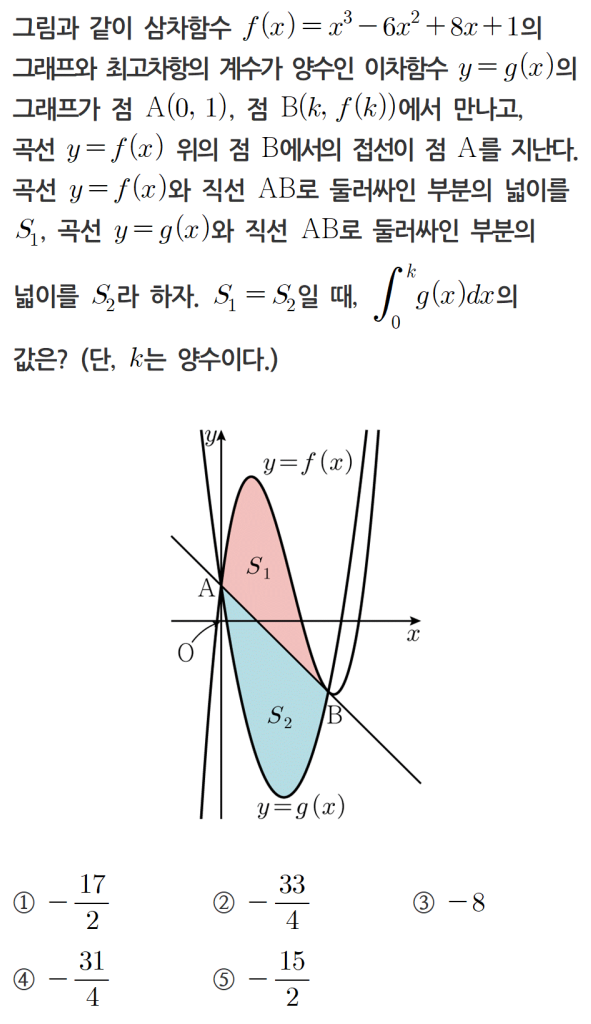 그림과 같이 삼차함수 f(x)=x³−6x²+8x+1의
그래프와 최고차항의 계수가 양수인 이차함수 y=g(x)의
그래프가 점 A(0, 1), 점 B(k, f(k))에서 만나고,
곡선 y=f(x) 위의 점 B에서의 접선이 점 A를 지난다.
곡선 y=f(x)와 직선 AB로 둘러싸인 부분의 넓이를
S₁, 곡선 y=g(x)와 직선 AB로 둘러싸인 부분의
넓이를 S₂라 하자. S₁=S₂일 때, ∫₀ᵏ g(x)dx의
값은? (단, k는 양수이다.)
y
y=f(x)
S₁
A
x
O
S₂
B
y=g(x)
① −17/2 ② −33/4 ③ −8
④ −31/4 ⑤ −15/2